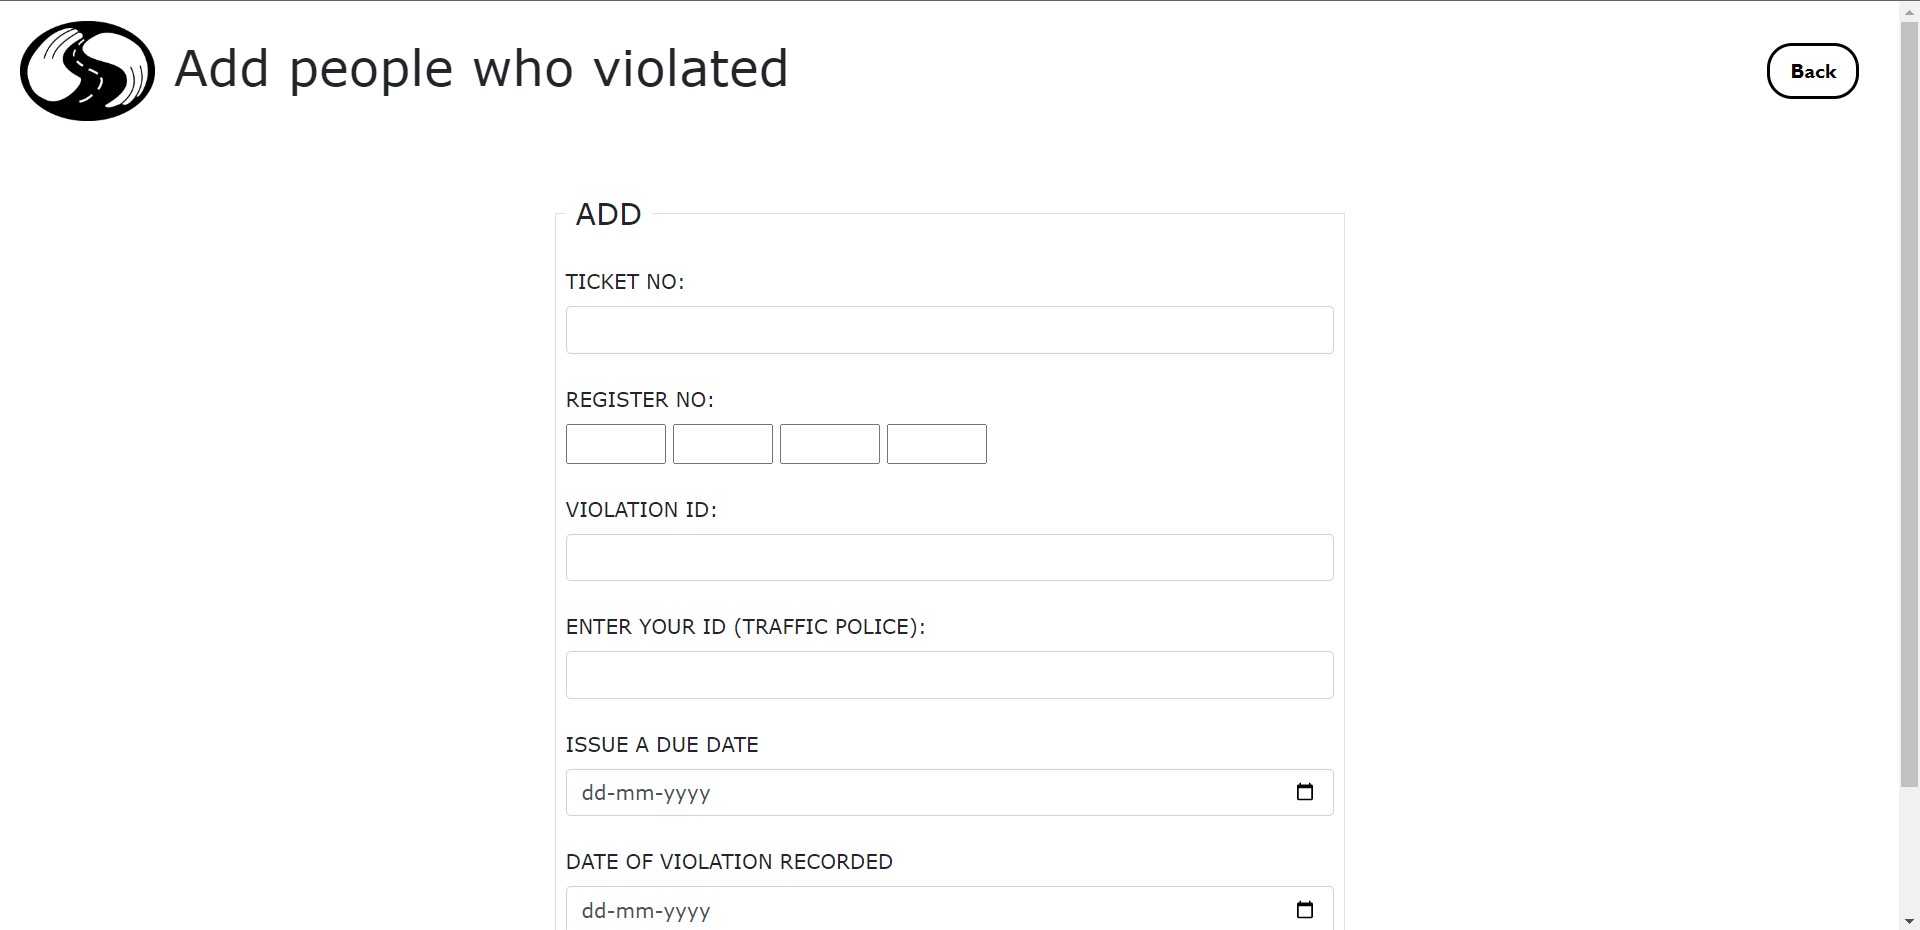 Add people who violated
Back
ADD
TICKET NO:
REGISTER NO:
VIOLATION ID:
ENTER YOUR ID (TRAFFIC POLICE):
ISSUE A DUE DATE
dd-mm-yyyy
DATE OF VIOLATION RECORDED
dd-mm-yyyy